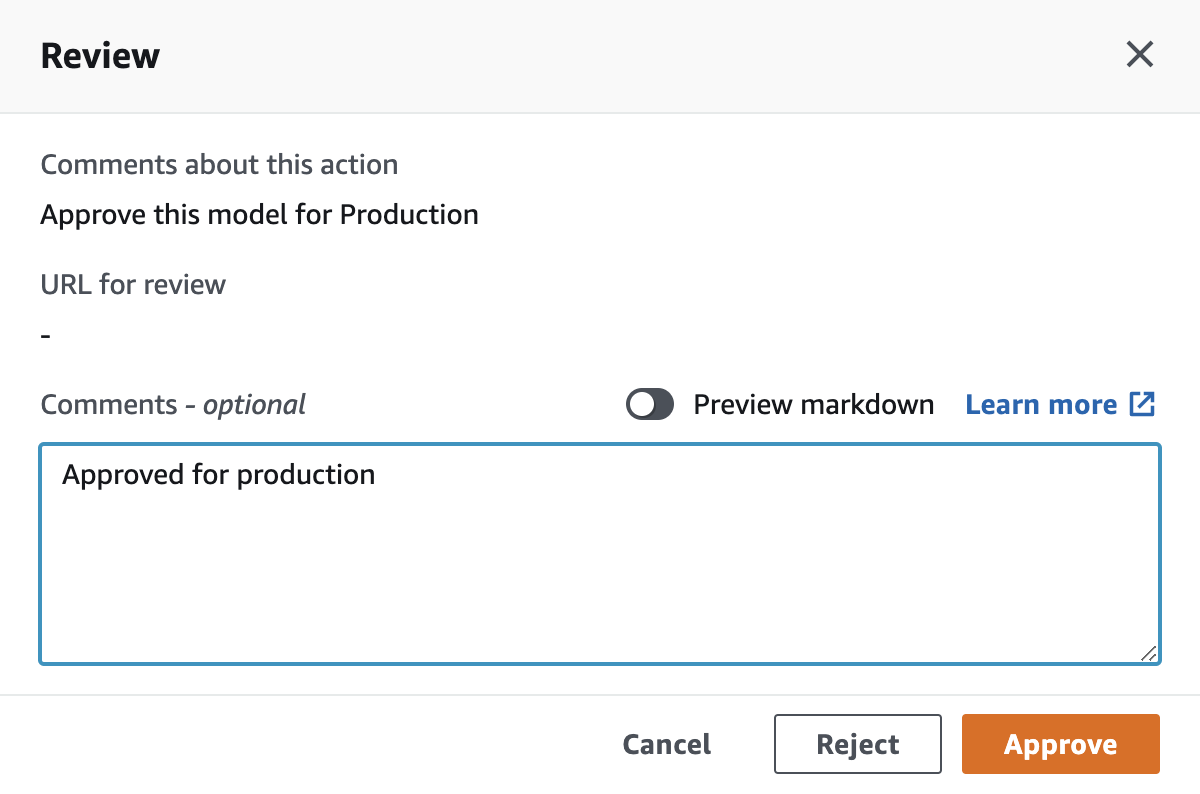 Review
Comments about this action
Approve this model for Production
URL for review
-
Comments - optional
Preview markdown
Learn more
Approved for production
Cancel
Reject
Approve